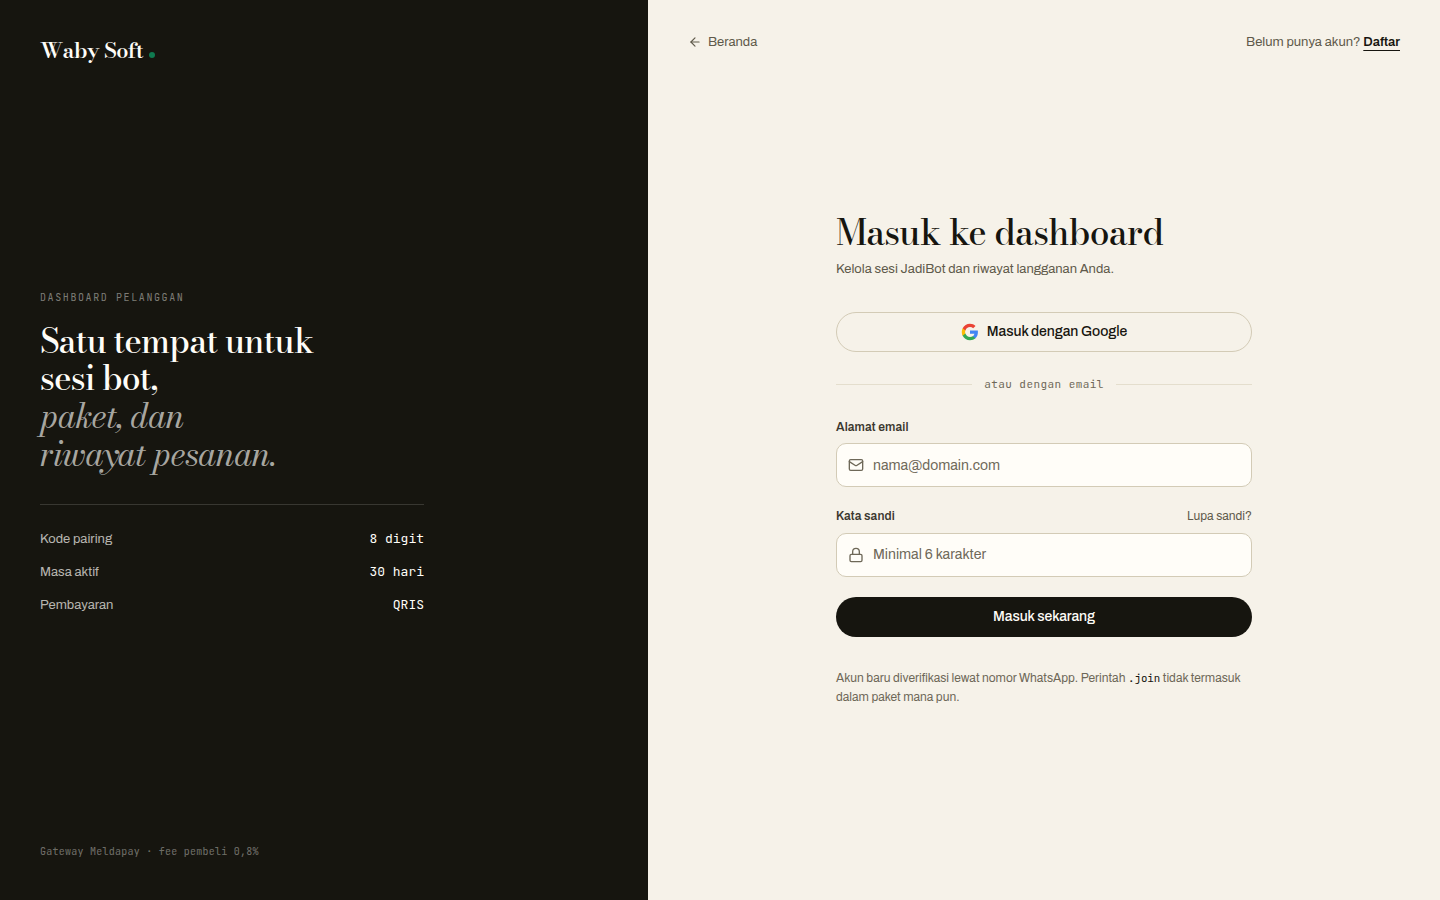 Waby Soft
DASHBOARD PELANGGAN
Satu tempat untuk
sesi bot,
paket, dan
riwayat pesanan.
Kode pairing 8 digit
Masa aktif 30 hari
Pembayaran QRIS
Gateway Meldapay · fee pembeli 0,8%
Beranda
Belum punya akun? Daftar
Masuk ke dashboard
Kelola sesi JadiBot dan riwayat langganan Anda.
Masuk dengan Google
atau dengan email
Alamat email
nama@domain.com
Kata sandi Lupa sandi?
Minimal 6 karakter
Masuk sekarang
Akun baru diverifikasi lewat nomor WhatsApp. Perintah .join tidak termasuk
dalam paket mana pun.